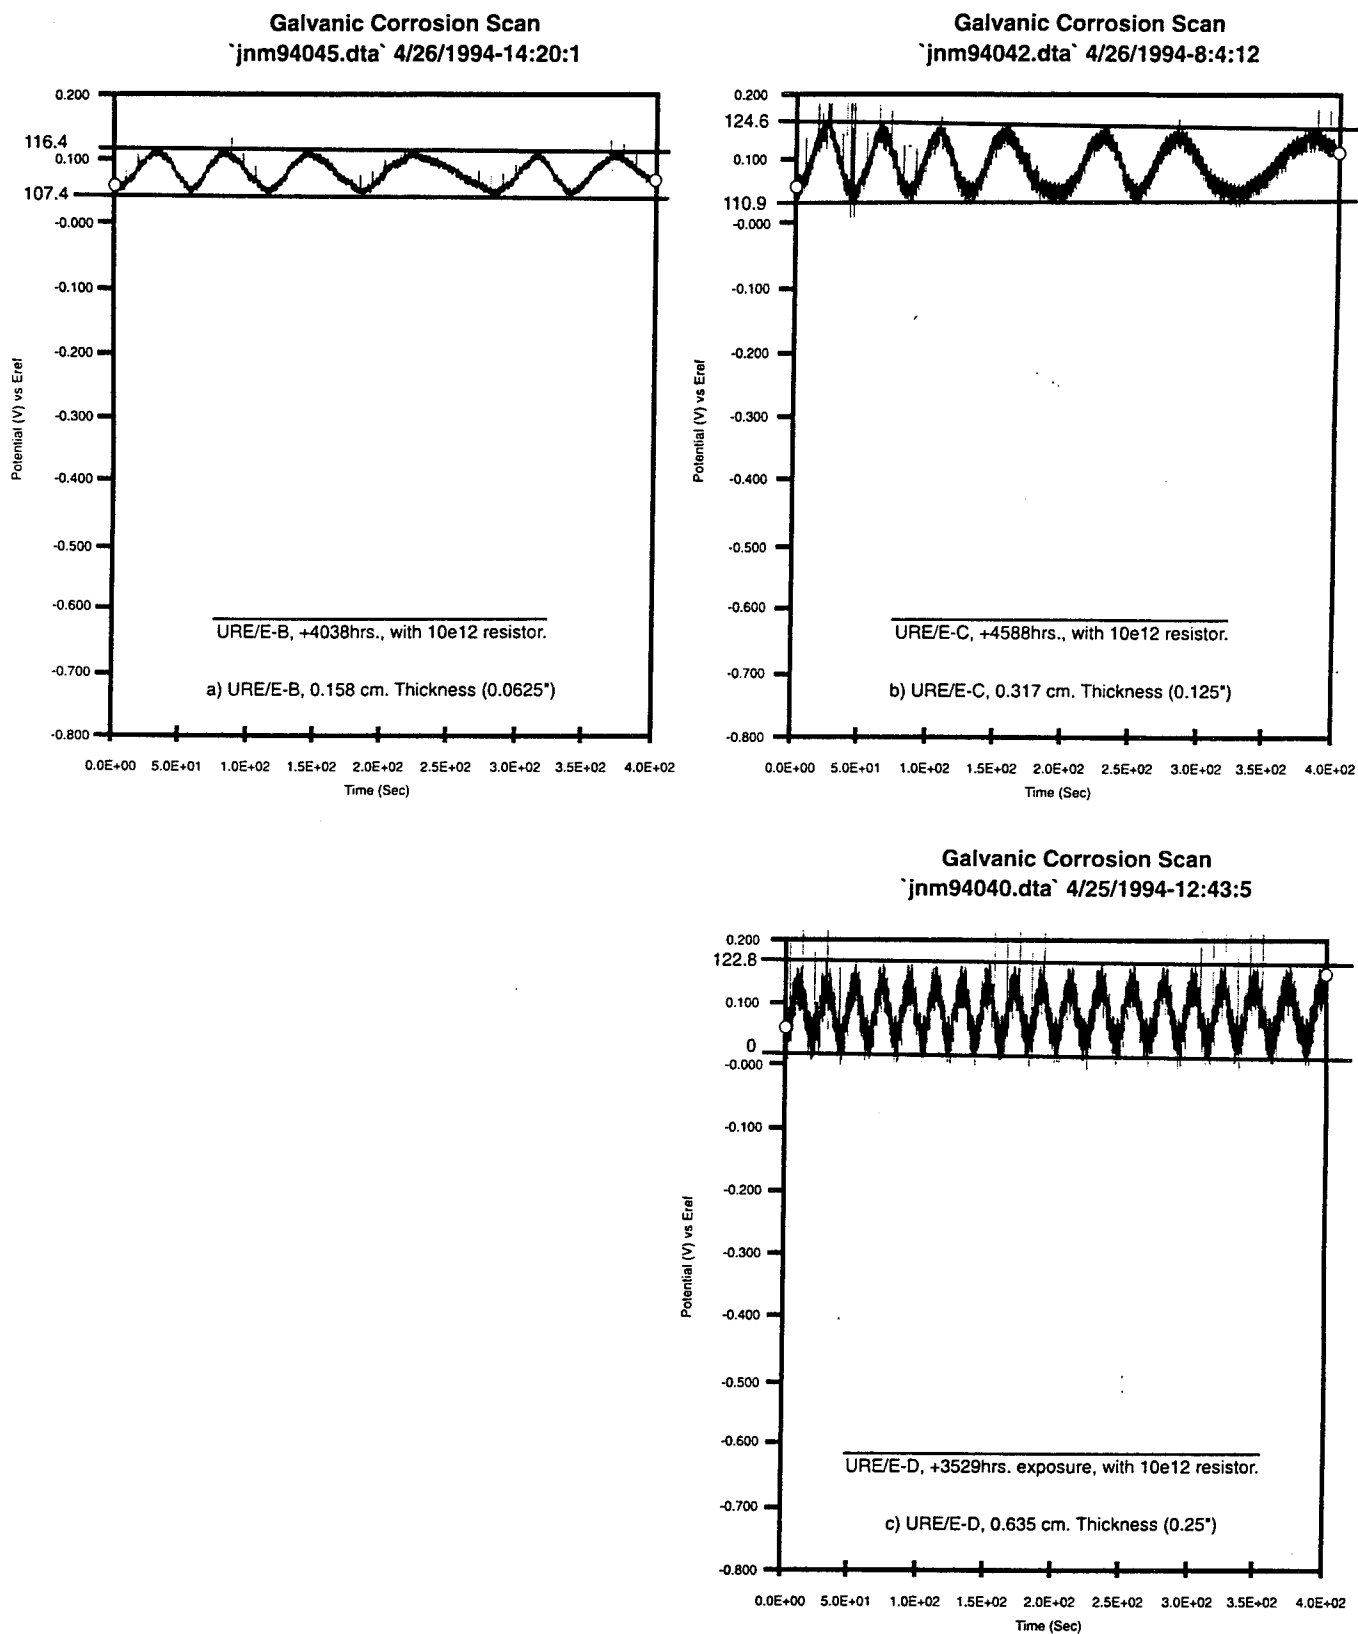 Galvanic Corrosion Scan
`jnm94045.dta` 4/26/1994-14:20:1
0.200
116.4
0.100
107.4
-0.000
-0.100
-0.200
-0.300
-0.400
-0.500
-0.600
-0.700
-0.800
Potential (V) vs Eref
URE/E-B, +4038hrs., with 10e12 resistor.
a) URE/E-B, 0.158 cm. Thickness (0.0625")
0.0E+00 5.0E+01 1.0E+02 1.5E+02 2.0E+02 2.5E+02 3.0E+02 3.5E+02 4.0E+02
Time (Sec)
Galvanic Corrosion Scan
`jnm94042.dta` 4/26/1994-8:4:12
0.200
124.6
0.100
110.9
-0.000
-0.100
-0.200
-0.300
-0.400
-0.500
-0.600
-0.700
-0.800
Potential (V) vs Eref
URE/E-C, +4588hrs., with 10e12 resistor.
b) URE/E-C, 0.317 cm. Thickness (0.125")
0.0E+00 5.0E+01 1.0E+02 1.5E+02 2.0E+02 2.5E+02 3.0E+02 3.5E+02 4.0E+02
Time (Sec)
Galvanic Corrosion Scan
`jnm94040.dta` 4/25/1994-12:43:5
0.200
122.8
0.100
0
-0.000
-0.100
-0.200
-0.300
-0.400
-0.500
-0.600
-0.700
-0.800
Potential (V) vs Eref
URE/E-D, +3529hrs. exposure, with 10e12 resistor.
c) URE/E-D, 0.635 cm. Thickness (0.25")
0.0E+00 5.0E+01 1.0E+02 1.5E+02 2.0E+02 2.5E+02 3.0E+02 3.5E+02 4.0E+02
Time (Sec)